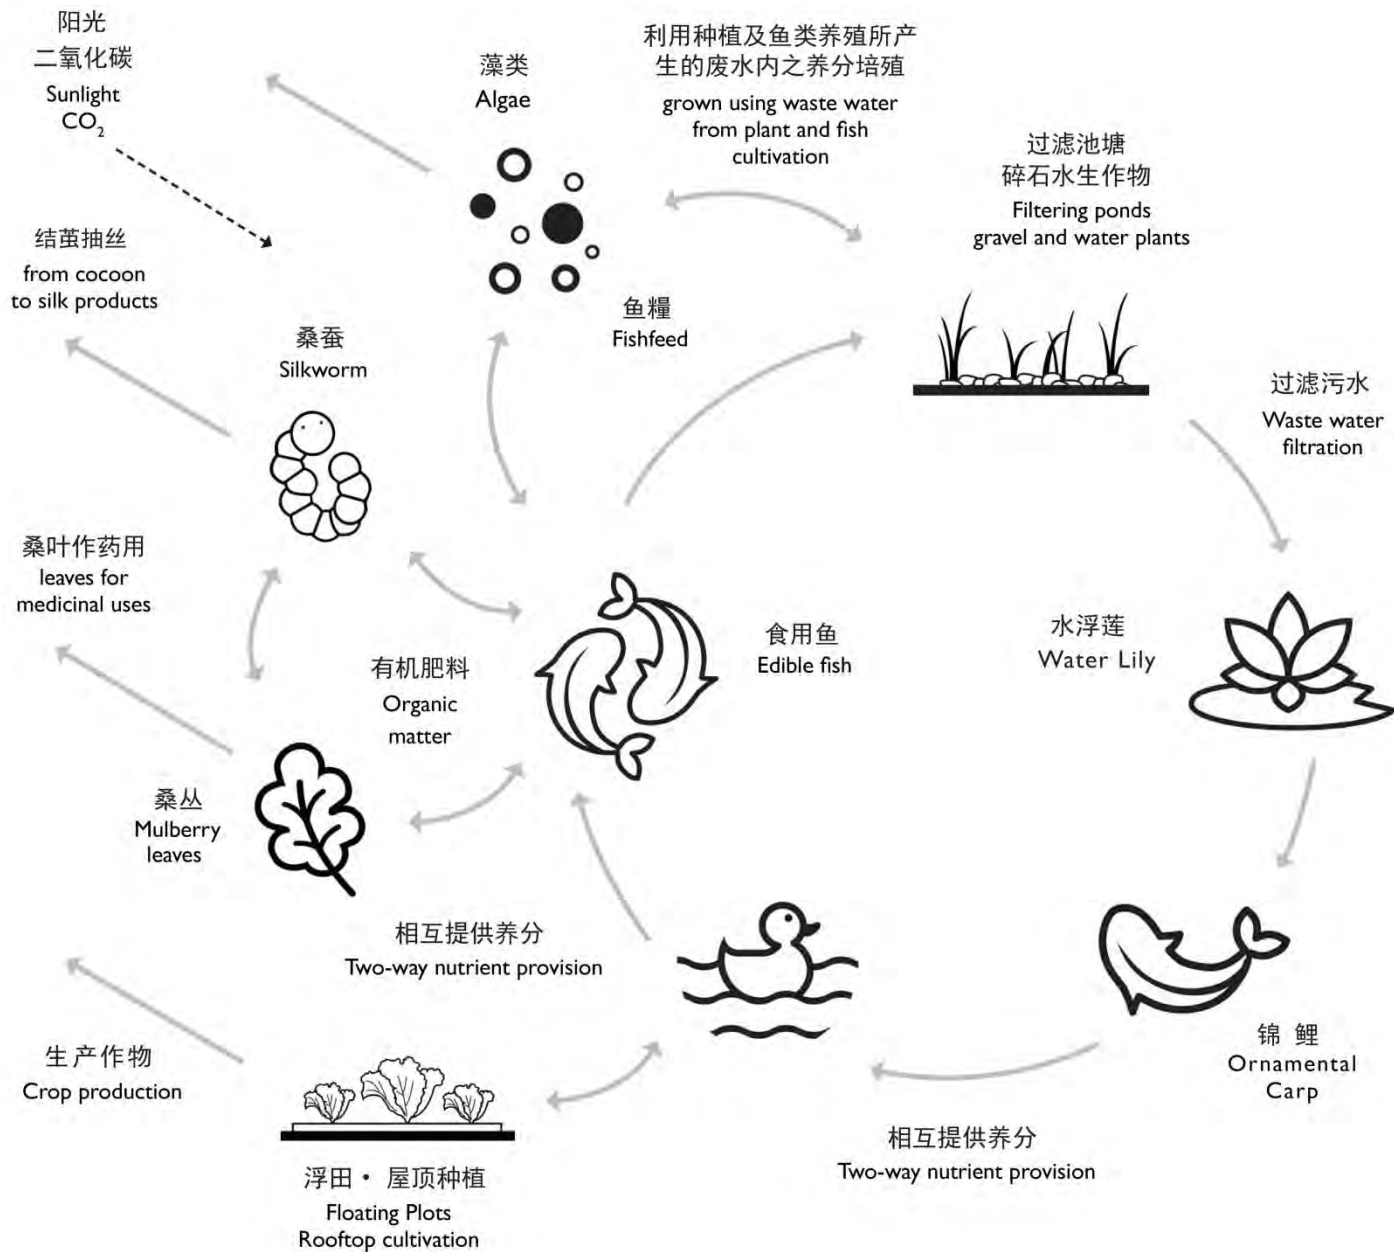 阳光
二氧化碳
Sunlight
CO₂
藻类
Algae
利用种植及鱼类养殖所产
生的废水内之养分培殖
grown using waste water
from plant and fish
cultivation
过滤池塘
碎石水生作物
Filtering ponds
gravel and water plants
结茧抽丝
from cocoon
to silk products
桑蚕
Silkworm
鱼糧
Fishfeed
过滤污水
Waste water
filtration
桑叶作药用
leaves for
medicinal uses
有机肥料
Organic
matter
食用鱼
Edible fish
水浮莲
Water Lily
桑丛
Mulberry
leaves
相互提供养分
Two-way nutrient provision
生产作物
Crop production
锦 鲤
Ornamental
Carp
相互提供养分
Two-way nutrient provision
浮田・屋顶种植
Floating Plots
Rooftop cultivation